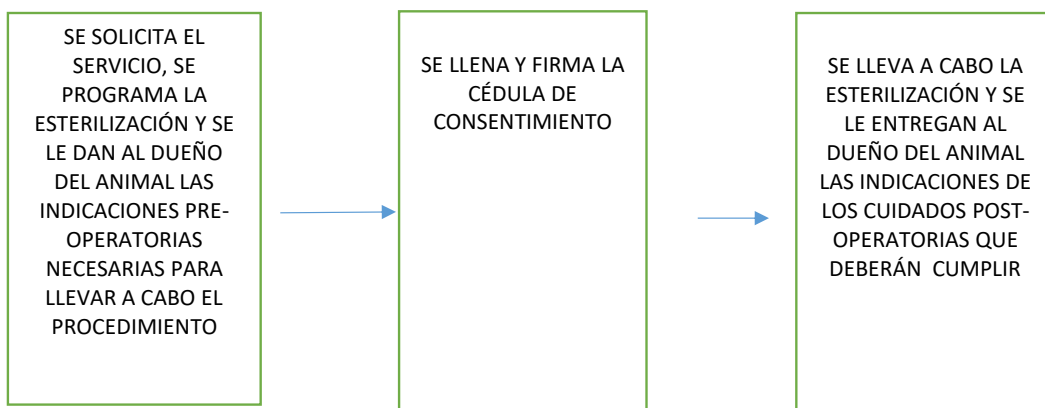 SE SOLICITA EL
SERVICIO, SE
PROGRAMA LA
ESTERILIZACIÓN Y SE
LE DAN AL DUEÑO
DEL ANIMAL LAS
INDICACIONES PRE-
OPERATORIAS
NECESARIAS PARA
LLEVAR A CABO EL
PROCEDIMIENTO
SE LLENA Y FIRMA LA
CÉDULA DE
CONSENTIMIENTO
SE LLEVA A CABO LA
ESTERILIZACIÓN Y SE
LE ENTREGAN AL
DUEÑO DEL ANIMAL
LAS INDICACIONES DE
LOS CUIDADOS POST-
OPERATORIAS QUE
DEBERÁN  CUMPLIR